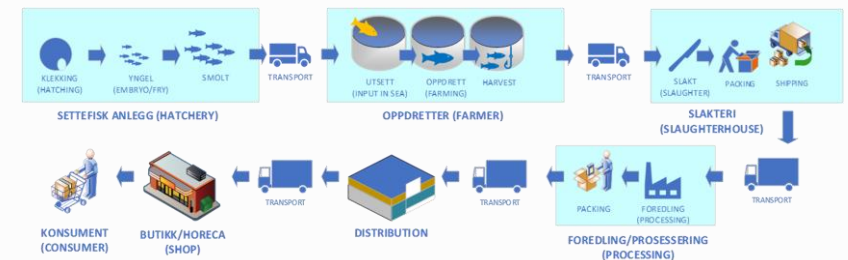 KLEKKING
(HATCHING)
YNGEL
(EMBRYO/FRY)
SMOLT
TRANSPORT
UTSETT
(INPUT IN SEA)
OPPDRETT
(FARMING)
HARVEST
TRANSPORT
SLAKT
(SLAUGHTER)
PACKING
SHIPPING
SETTEFISK ANLEGG (HATCHERY)
OPPDRETTER (FARMER)
SLAKTERI
(SLAUGHTERHOUSE)
KONSUMENT
(CONSUMER)
BUTIKK/HORECA
(SHOP)
TRANSPORT
DISTRIBUTION
TRANSPORT
PACKING
FOREDLING
(PROCESSING)
TRANSPORT
FOREDLING/PROSESSERING
(PROCESSING)